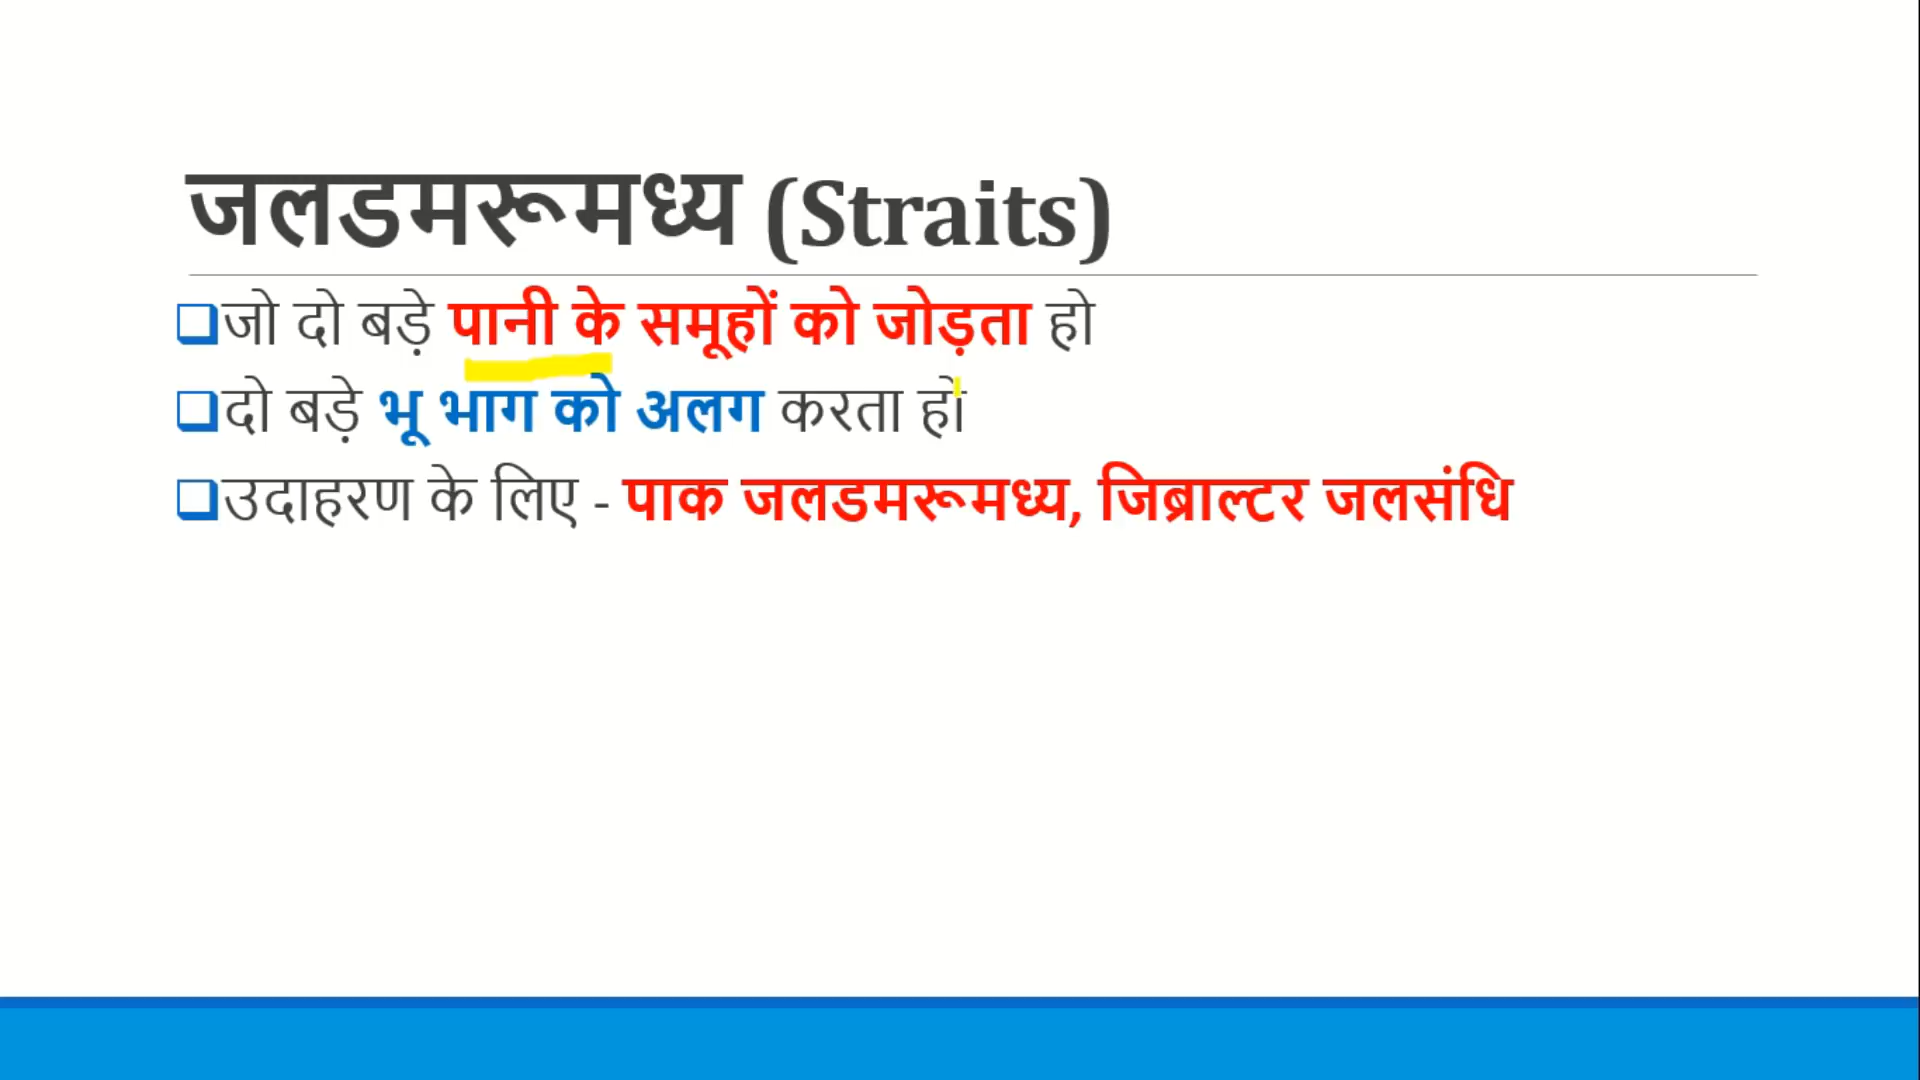 जलडमरूमध्य (Straits)
जो दो बड़े पानी के समूहों को जोड़ता हो
दो बड़े भू भाग को अलग करता हो
उदाहरण के लिए - पाक जलडमरूमध्य, जिब्राल्टर जलसंधि